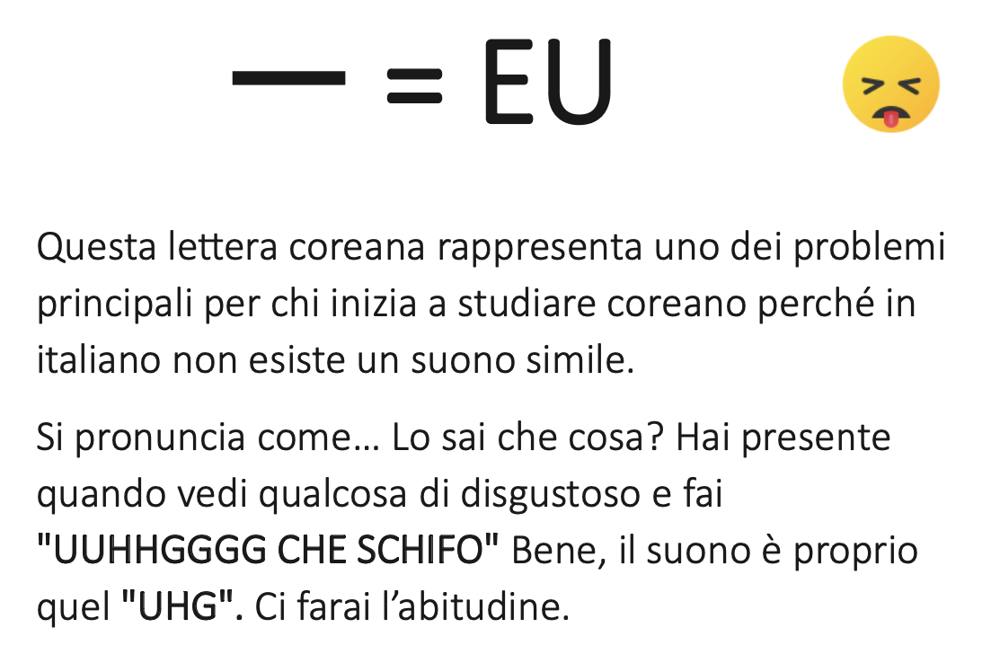 ㅡ = EU
Questa lettera coreana rappresenta uno dei problemi
principali per chi inizia a studiare coreano perché in
italiano non esiste un suono simile.
Si pronuncia come... Lo sai che cosa? Hai presente
quando vedi qualcosa di disgustoso e fai
"UUHHGGGG CHE SCHIFO" Bene, il suono è proprio
quel "UHG". Ci farai l’abitudine.